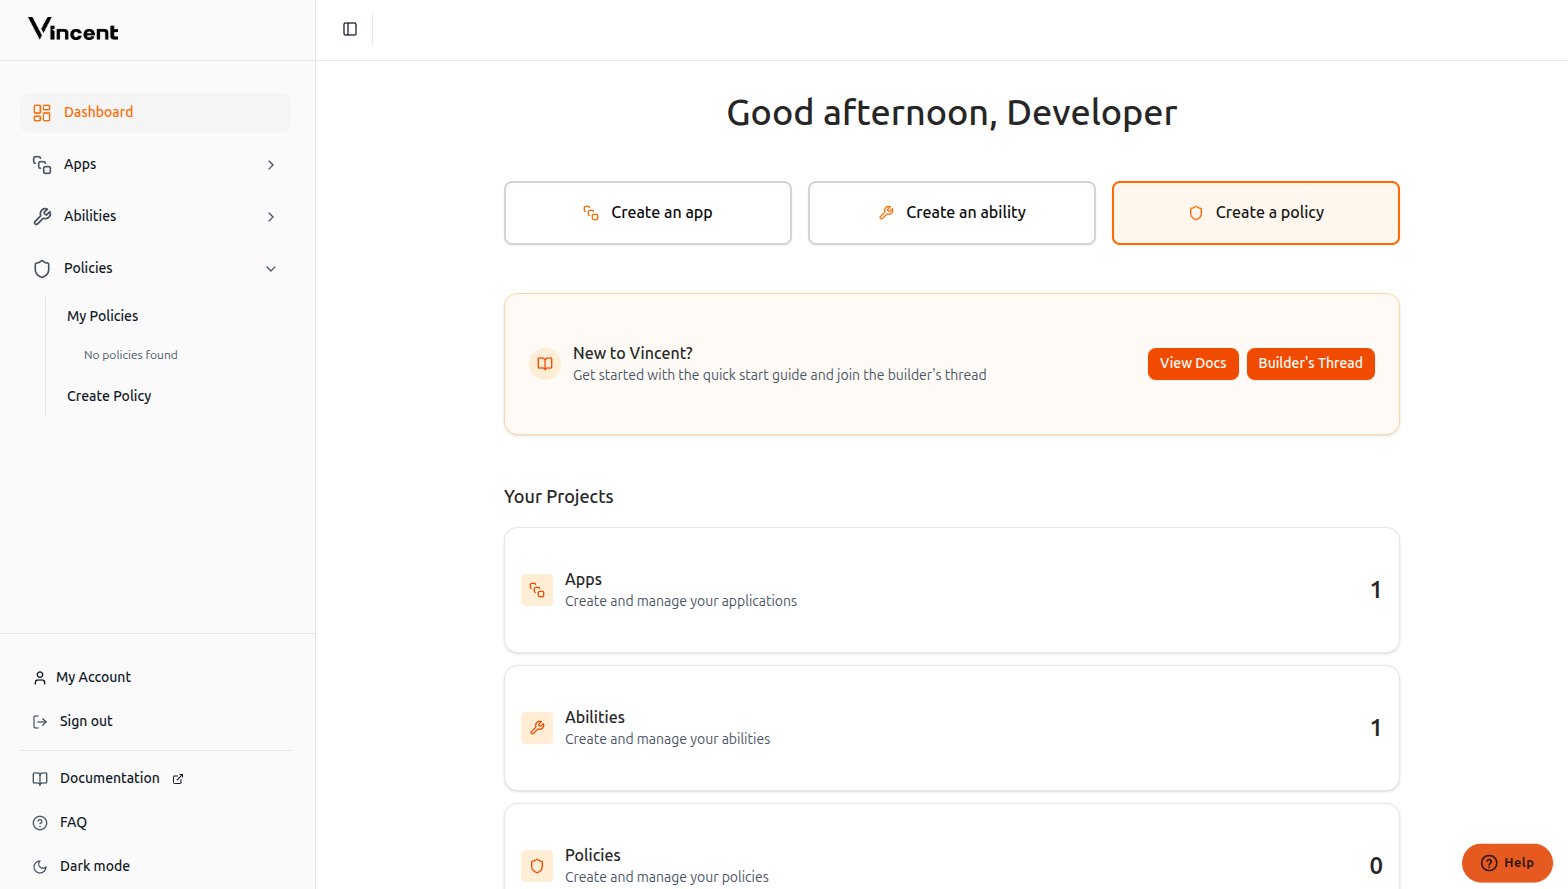 Vincent
Dashboard
Apps
Abilities
Policies
My Policies
No policies found
Create Policy
My Account
Sign out
Documentation
FAQ
Dark mode
Good afternoon, Developer
Create an app
Create an ability
Create a policy
New to Vincent?
Get started with the quick start guide and join the builder's thread
View Docs
Builder's Thread
Your Projects
Apps
Create and manage your applications
1
Abilities
Create and manage your abilities
1
Policies
Create and manage your policies
0
Help